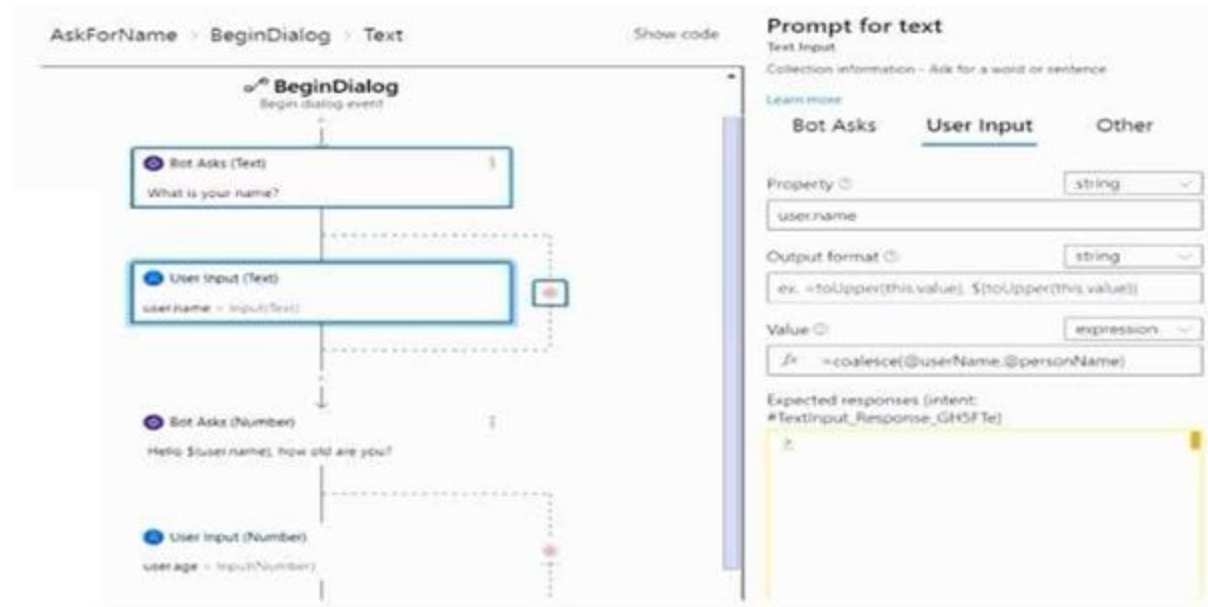 AskForName > BeginDialog > Text
Show code
BeginDialog
Begin dialog event
Bot Asks (Text)
What is your name?
User Input (Text)
user.name = Input(Text)
Bot Asks (Number)
Hello ${user.name}, how old are you?
User Input (Number)
user.age = Input(Number)
Prompt for text
Text Input
Collection information - Ask for a word or sentence
Learn more
Bot Asks User Input Other
Property string
user.name
Output format string
ex. =toUpper(this.value), ${toUpper(this.value)}
Value expression
fx =coalesce(@userName,@personName)
Expected responses (intent:
#TextInput_Response_GH5FTe)